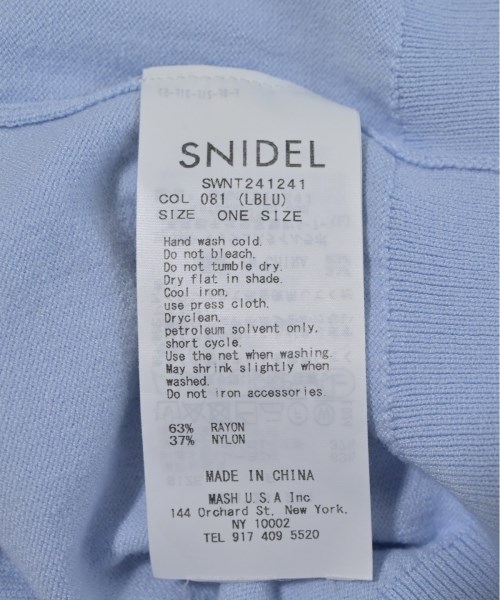 SNIDEL
SWNT241241
COL 081 (LBLU)
SIZE ONE SIZE
Hand wash cold.
Do not bleach.
Do not tumble dry.
Dry flat in shade.
Cool iron.
use press cloth.
Dryclean.
petroleum solvent only.
short cycle.
Use the net when washing.
May shrink slightly when
washed.
Do not iron accessories.
63% RAYON
37% NYLON
MADE IN CHINA
MASH U.S.A Inc
144 Orchard St. New York.
NY 10002
TEL 917 409 5520